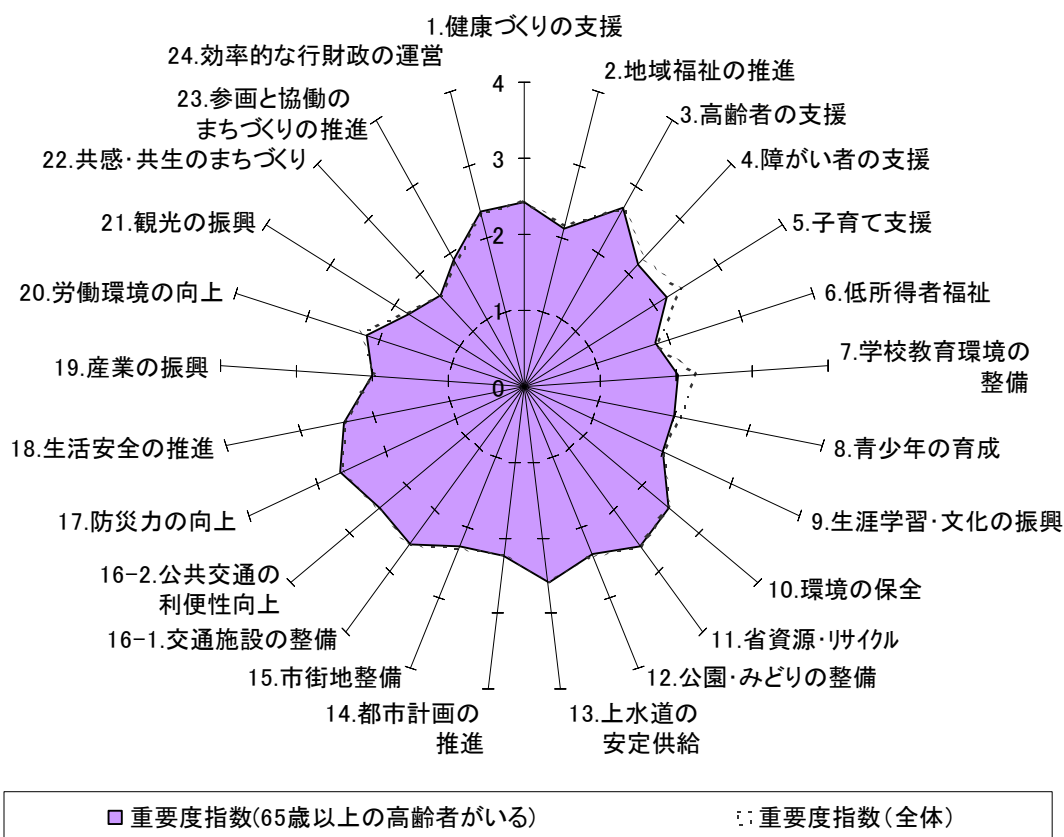 1.健康づくりの支援
2.地域福祉の推進
3.高齢者の支援
4.障がい者の支援
5.子育て支援
6.低所得者福祉
7.学校教育環境の
整備
8.青少年の育成
9.生涯学習・文化の振興
10.環境の保全
11.省資源・リサイクル
12.公園・みどりの整備
13.上水道の
安定供給
14.都市計画の
推進
15.市街地整備
16-1.交通施設の整備
16-2.公共交通の
利便性向上
17.防災力の向上
18.生活安全の推進
19.産業の振興
20.労働環境の向上
21.観光の振興
22.共感・共生のまちづくり
23.参画と協働の
まちづくりの推進
24.効率的な行財政の運営
4
3
2
1
0
重要度指数(65歳以上の高齢者がいる)
重要度指数(全体)